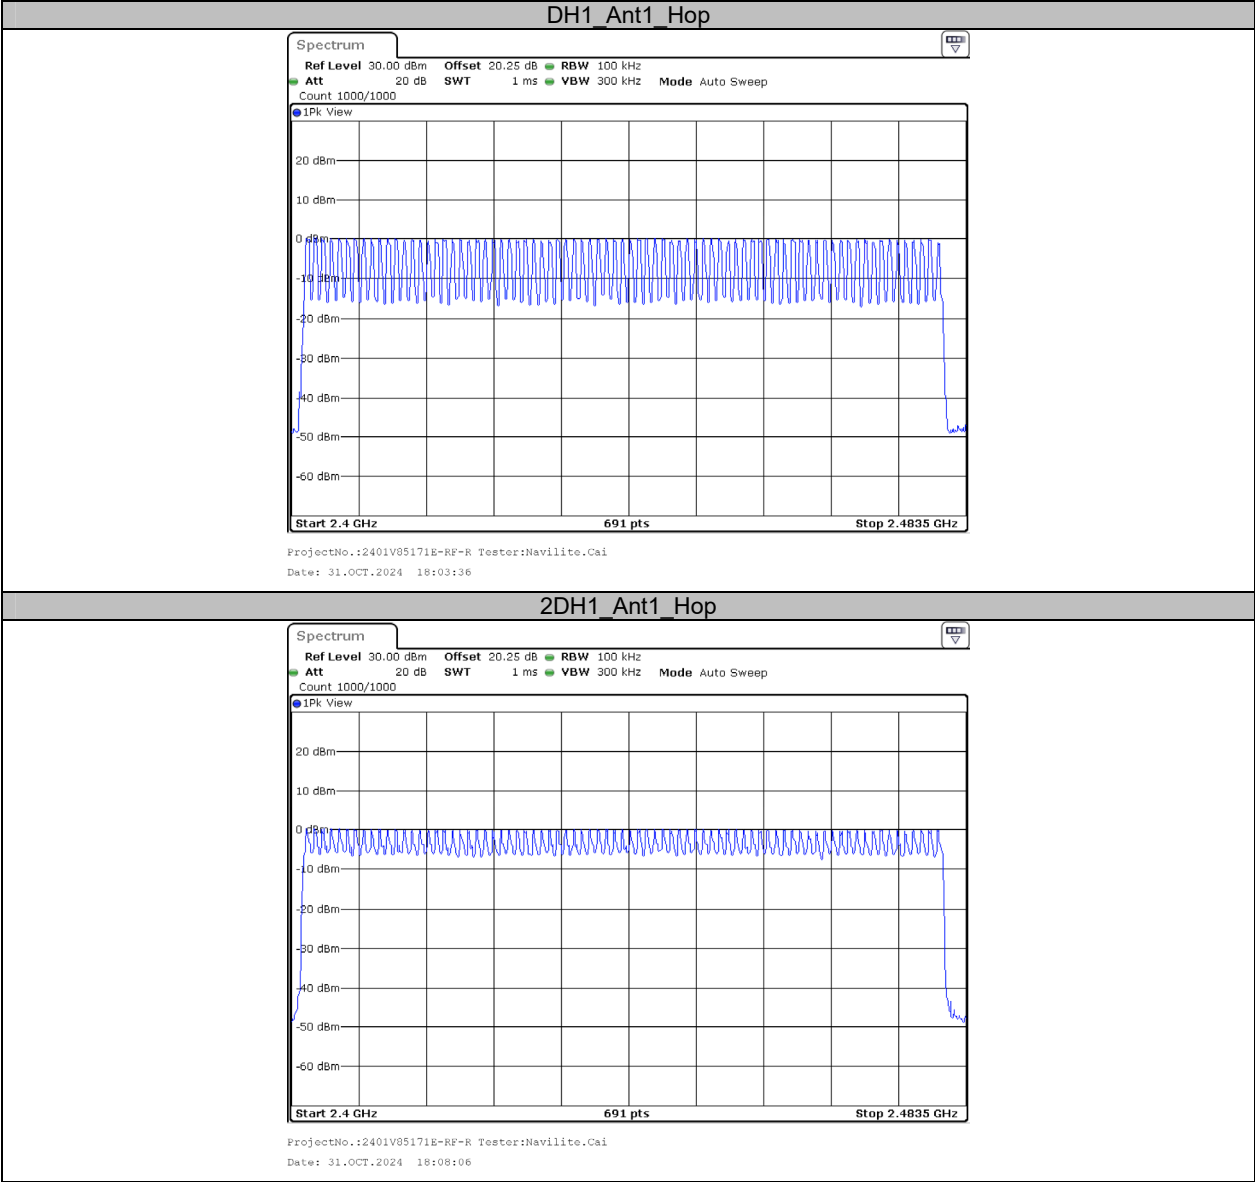 DH1_Ant1_Hop
Spectrum
Ref Level 30.00 dBm Offset 20.25 dB RBW 100 kHz
Att 20 dB SWT 1 ms VBW 300 kHz Mode Auto Sweep
Count 1000/1000
1Pk View
20 dBm
10 dBm
0 dBm
-10 dBm
-20 dBm
-30 dBm
-40 dBm
-50 dBm
-60 dBm
Start 2.4 GHz 691 pts Stop 2.4835 GHz
ProjectNo.:2401V85171E-RF-R Tester:Navilite.Cai
Date: 31.OCT.2024 18:03:36
2DH1_Ant1_Hop
Spectrum
Ref Level 30.00 dBm Offset 20.25 dB RBW 100 kHz
Att 20 dB SWT 1 ms VBW 300 kHz Mode Auto Sweep
Count 1000/1000
1Pk View
20 dBm
10 dBm
0 dBm
-10 dBm
-20 dBm
-30 dBm
-40 dBm
-50 dBm
-60 dBm
Start 2.4 GHz 691 pts Stop 2.4835 GHz
ProjectNo.:2401V85171E-RF-R Tester:Navilite.Cai
Date: 31.OCT.2024 18:08:06